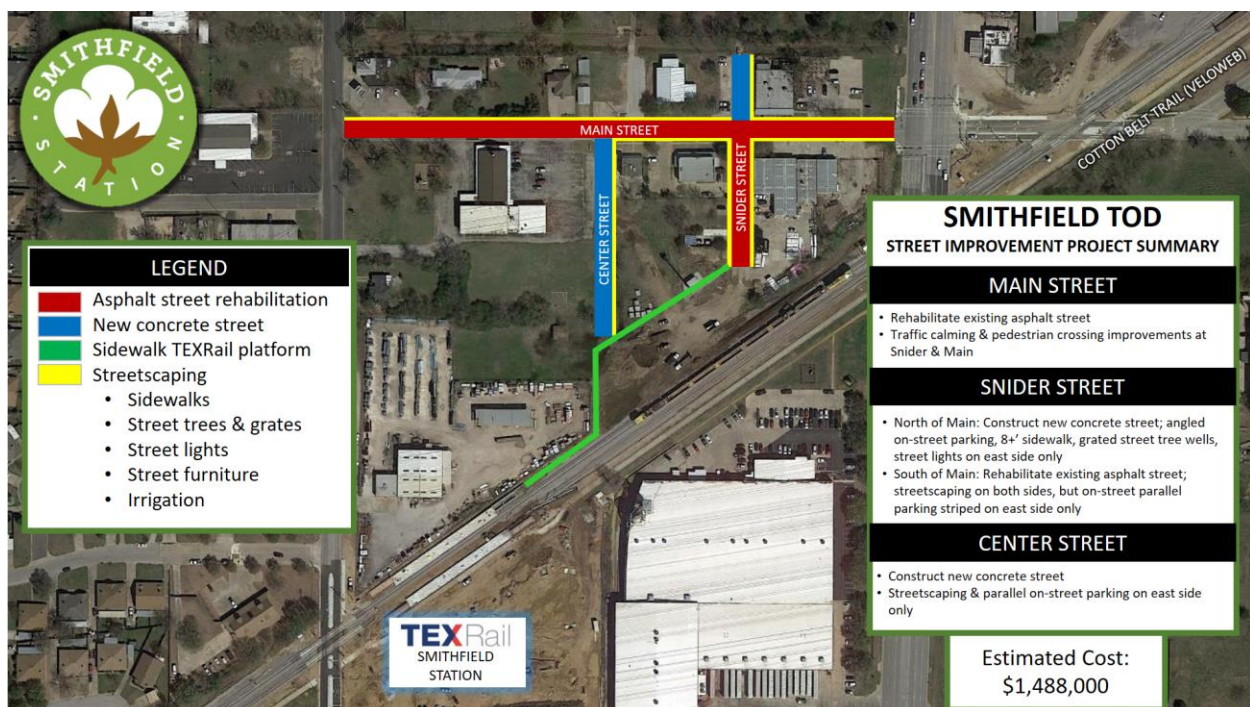 SMITHFIELD
STATION
MAIN STREET
CENTER STREET
SNIDER STREET
COTTON BELT TRAIL (VELOWEB)
LEGEND
Asphalt street rehabilitation
New concrete street
Sidewalk TEXRail platform
Streetscaping
• Sidewalks
• Street trees & grates
• Street lights
• Street furniture
• Irrigation
TEXRail
SMITHFIELD
STATION
SMITHFIELD TOD
STREET IMPROVEMENT PROJECT SUMMARY
MAIN STREET
• Rehabilitate existing asphalt street
• Traffic calming & pedestrian crossing improvements at
Snider & Main
SNIDER STREET
• North of Main: Construct new concrete street; angled
on-street parking, 8+’ sidewalk, grated street tree wells,
street lights on east side only
• South of Main: Rehabilitate existing asphalt street;
streetscaping on both sides, but on-street parallel
parking striped on east side only
CENTER STREET
• Construct new concrete street
• Streetscaping & parallel on-street parking on east side
only
Estimated Cost:
$1,488,000